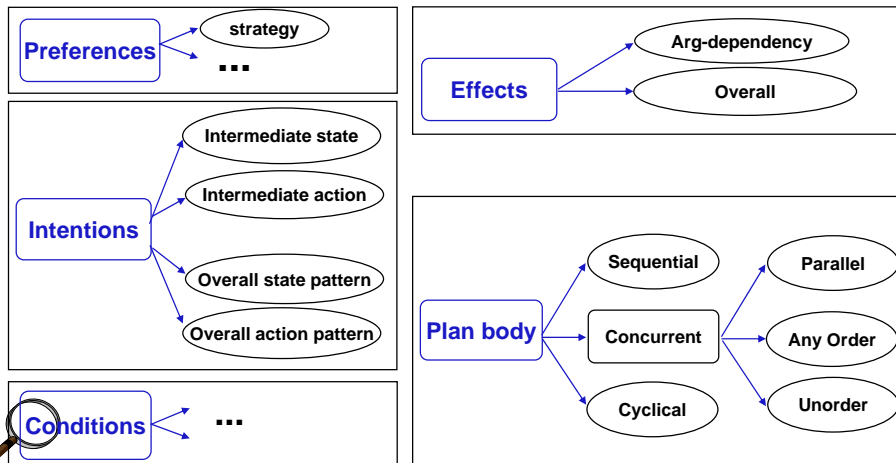 Preferences
strategy
...
Intentions
Intermediate state
Intermediate action
Overall state pattern
Overall action pattern
Conditions
...
Effects
Arg-dependency
Overall
Plan body
Sequential
Concurrent
Cyclical
Parallel
Any Order
Unorder